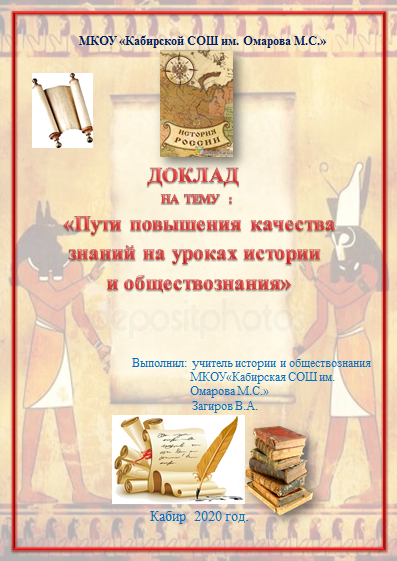 МКОУ «Кабирской СОШ им. Омарова М.С.»
ИСТОРИЯ
РОССИИ
ДОКЛАД
НА ТЕМУ :
«Пути повышения качества
знаний на уроках истории
и обществознания»
depositphotos
Выполнил: учитель истории и обществознания
МКОУ«Кабирская СОШ им.
Омарова М.С.»
Загиров В.А.
Кабир 2020 год.